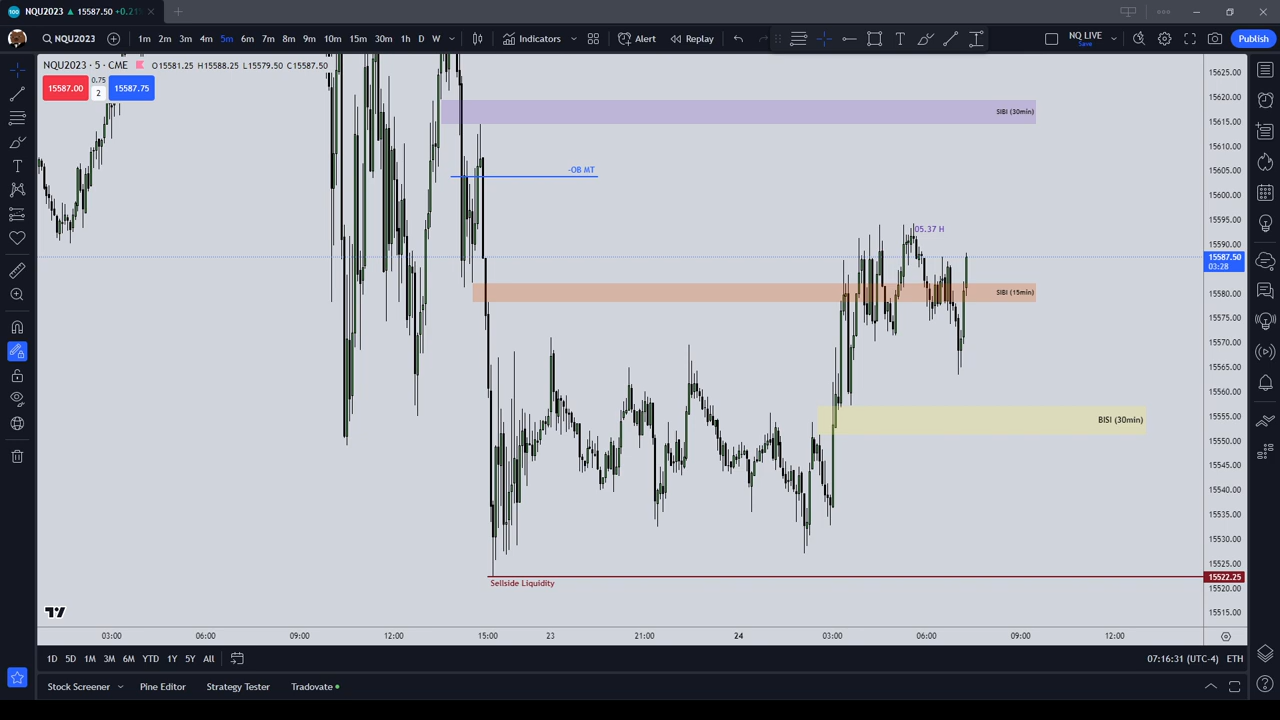 NQU2023 ▲ 15587.50 +0.21
NQU2023 1m 2m 3m 4m 5m 6m 7m 8m 9m 10m 15m 30m 1h D W Indicators Alert Replay NQ LIVE Save Publish
NQU2023 · 5 · CME O15581.25 H15588.25 L15579.50 C15587.50
15587.00 0.75 2 15587.75
SIBI (30min)
-OB MT
05.37 H
SIBI (15min)
BISI (30min)
Sellside Liquidity
15625.00
15620.00
15615.00
15610.00
15605.00
15600.00
15595.00
15590.00
15587.50
03:28
15580.00
15575.00
15570.00
15565.00
15560.00
15555.00
15550.00
15545.00
15540.00
15535.00
15530.00
15525.00
15522.25
15520.00
15515.00
03:00 06:00 09:00 12:00 15:00 23 21:00 24 03:00 06:00 09:00 12:00
1D 5D 1M 3M 6M YTD 1Y 5Y All 07:16:31 (UTC-4) ETH
Stock Screener Pine Editor Strategy Tester Tradovate